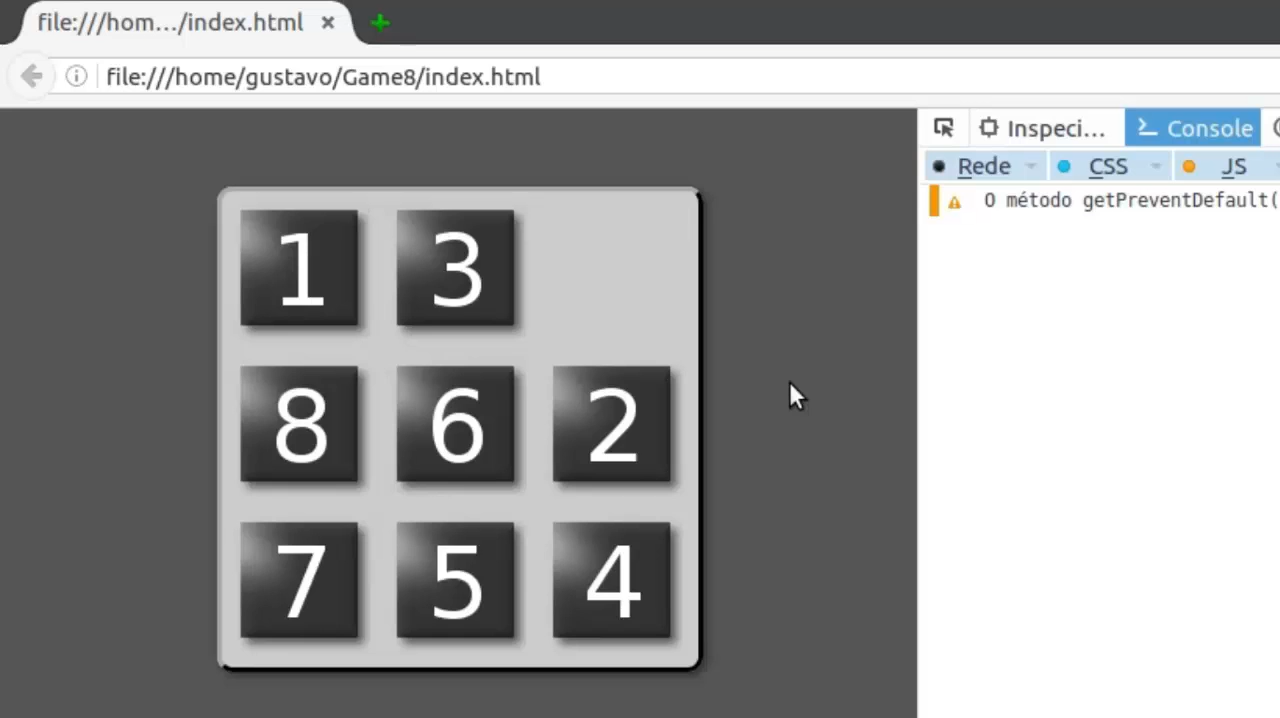 file:///hom.../index.html
file:///home/gustavo/Game8/index.html
Inspeci... Console
Rede CSS JS
O método getPreventDefault(
1 3
8 6 2
7 5 4